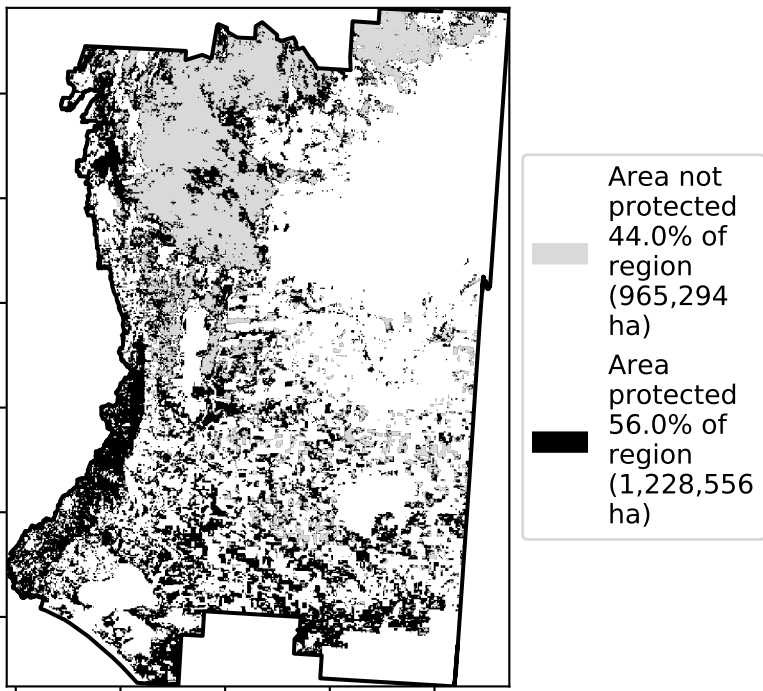 Area not
protected
44.0% of
region
(965,294
ha)
Area
protected
56.0% of
region
(1,228,556
ha)